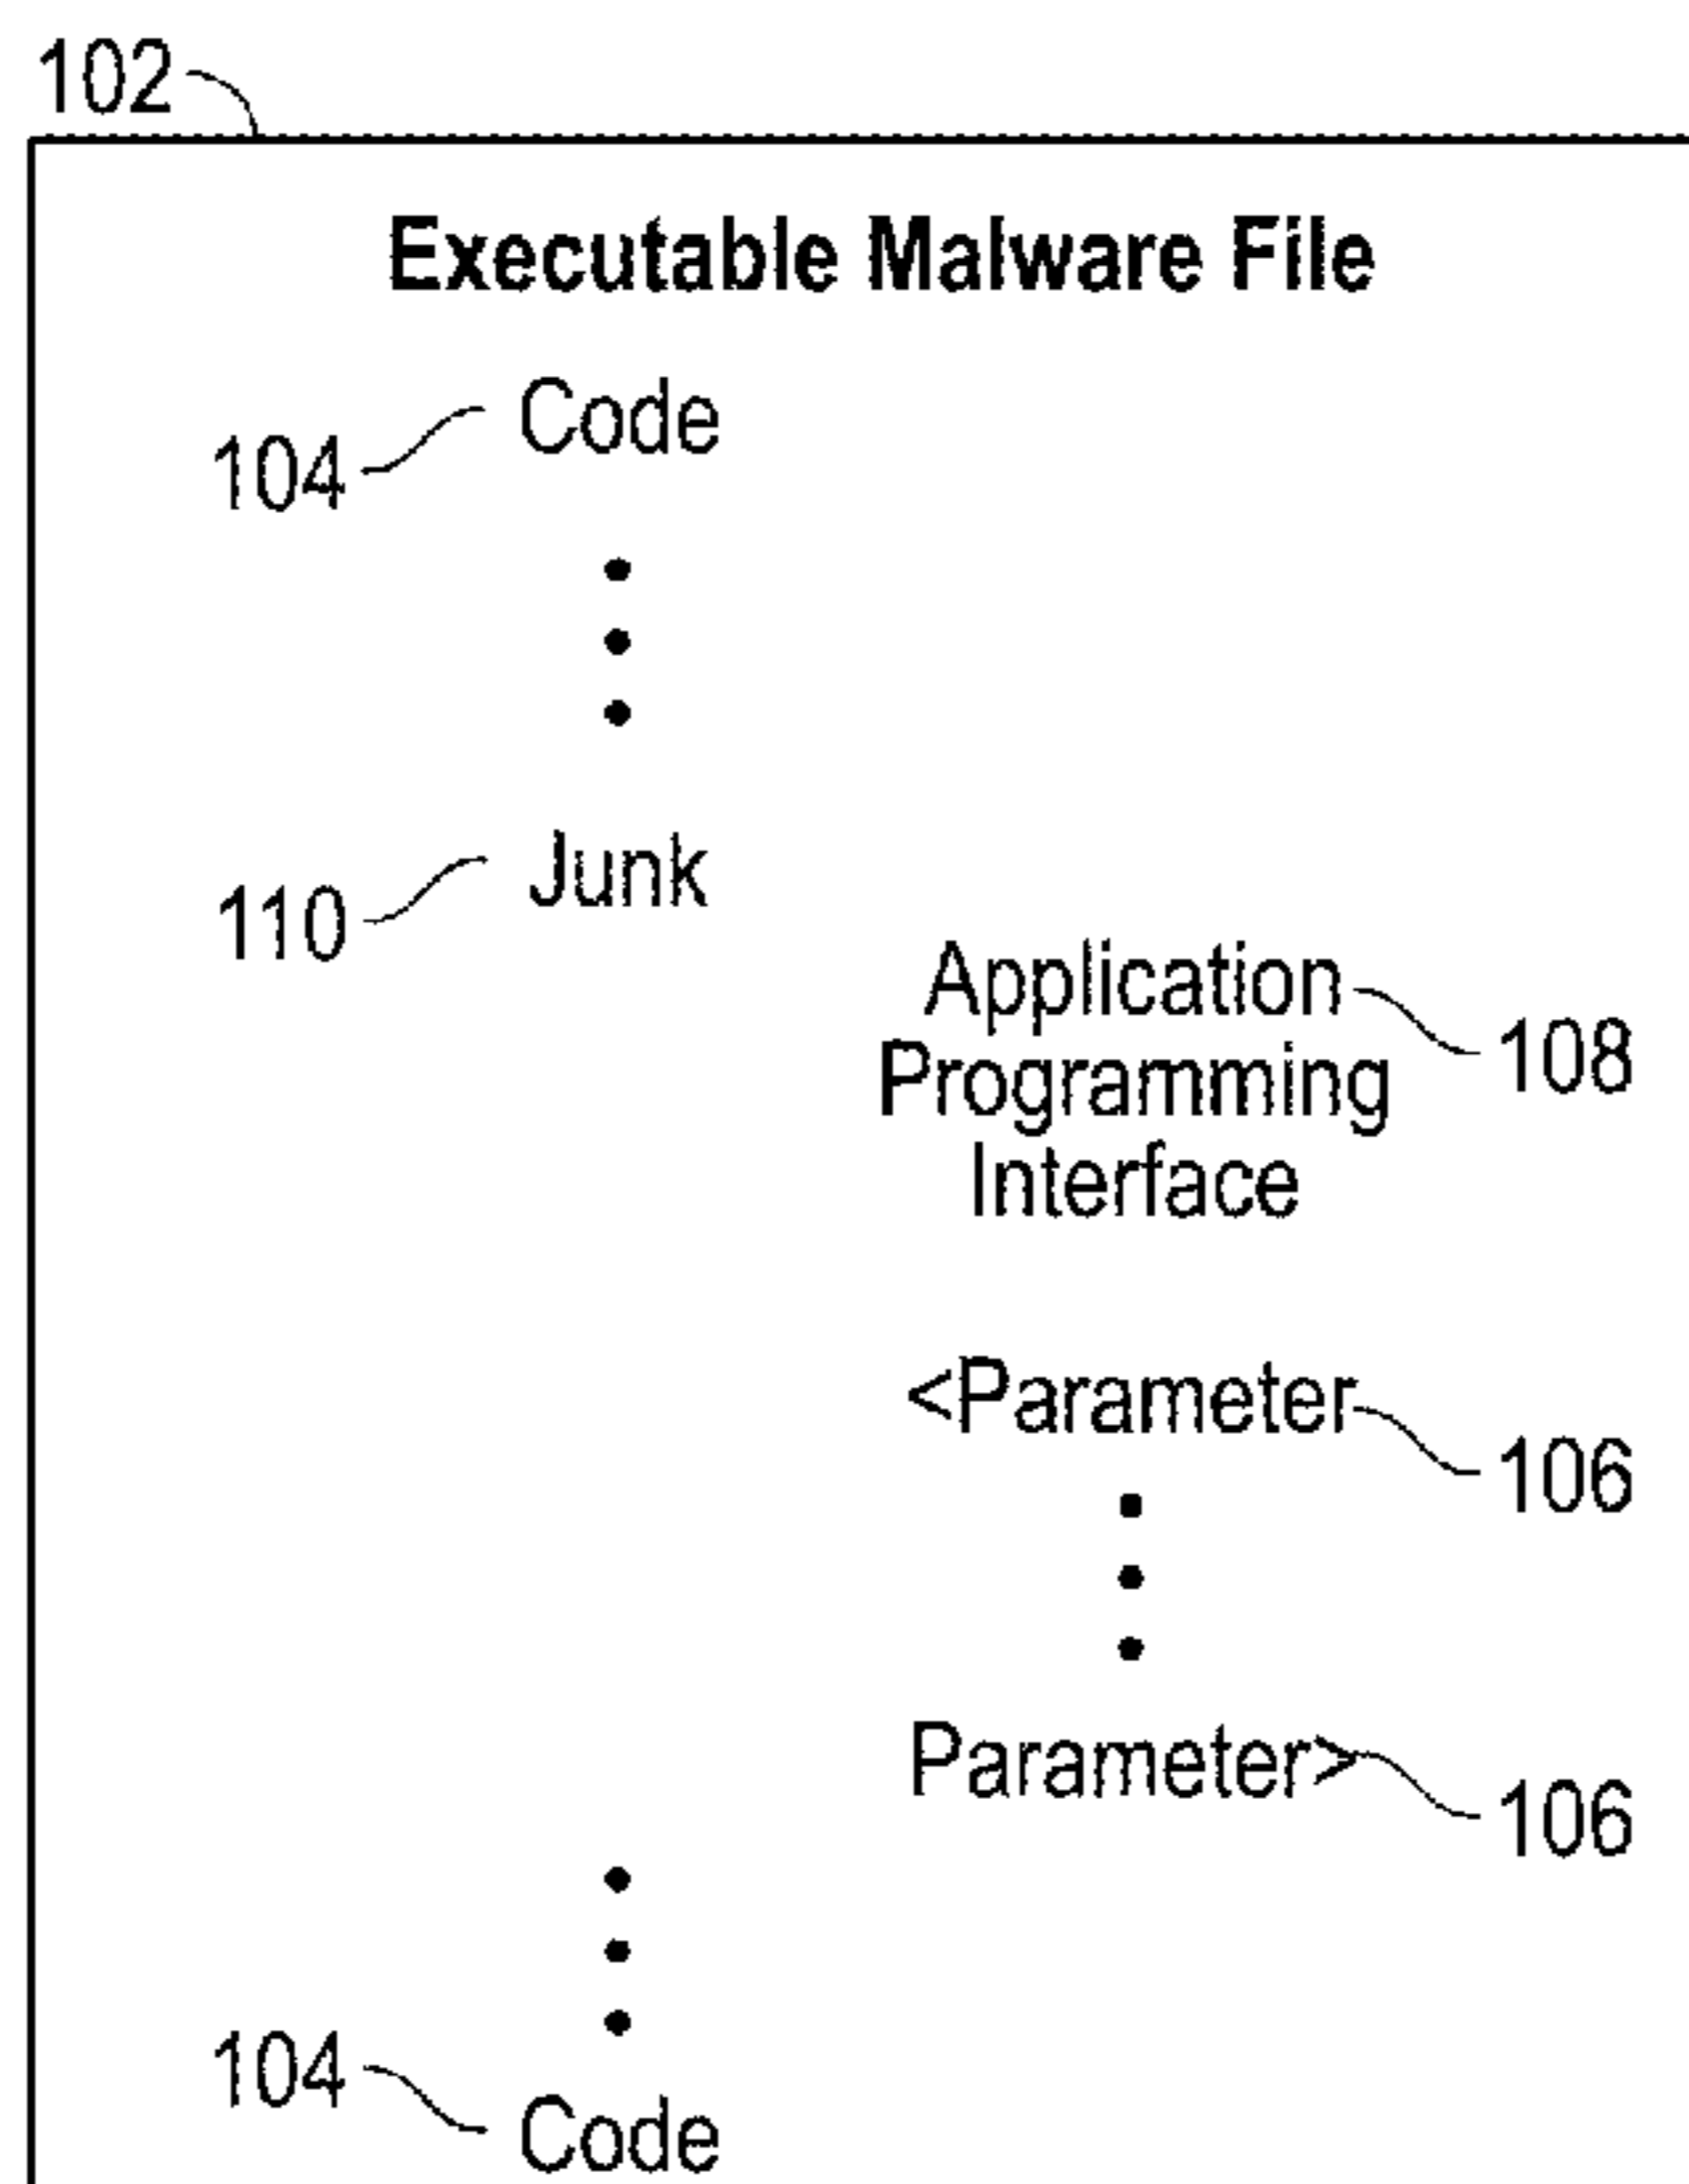 102
Executable Malware File
Code
104
Junk
110
Application
108
Programming
Interface
<Parameter
106
Parameter>
106
104
Code